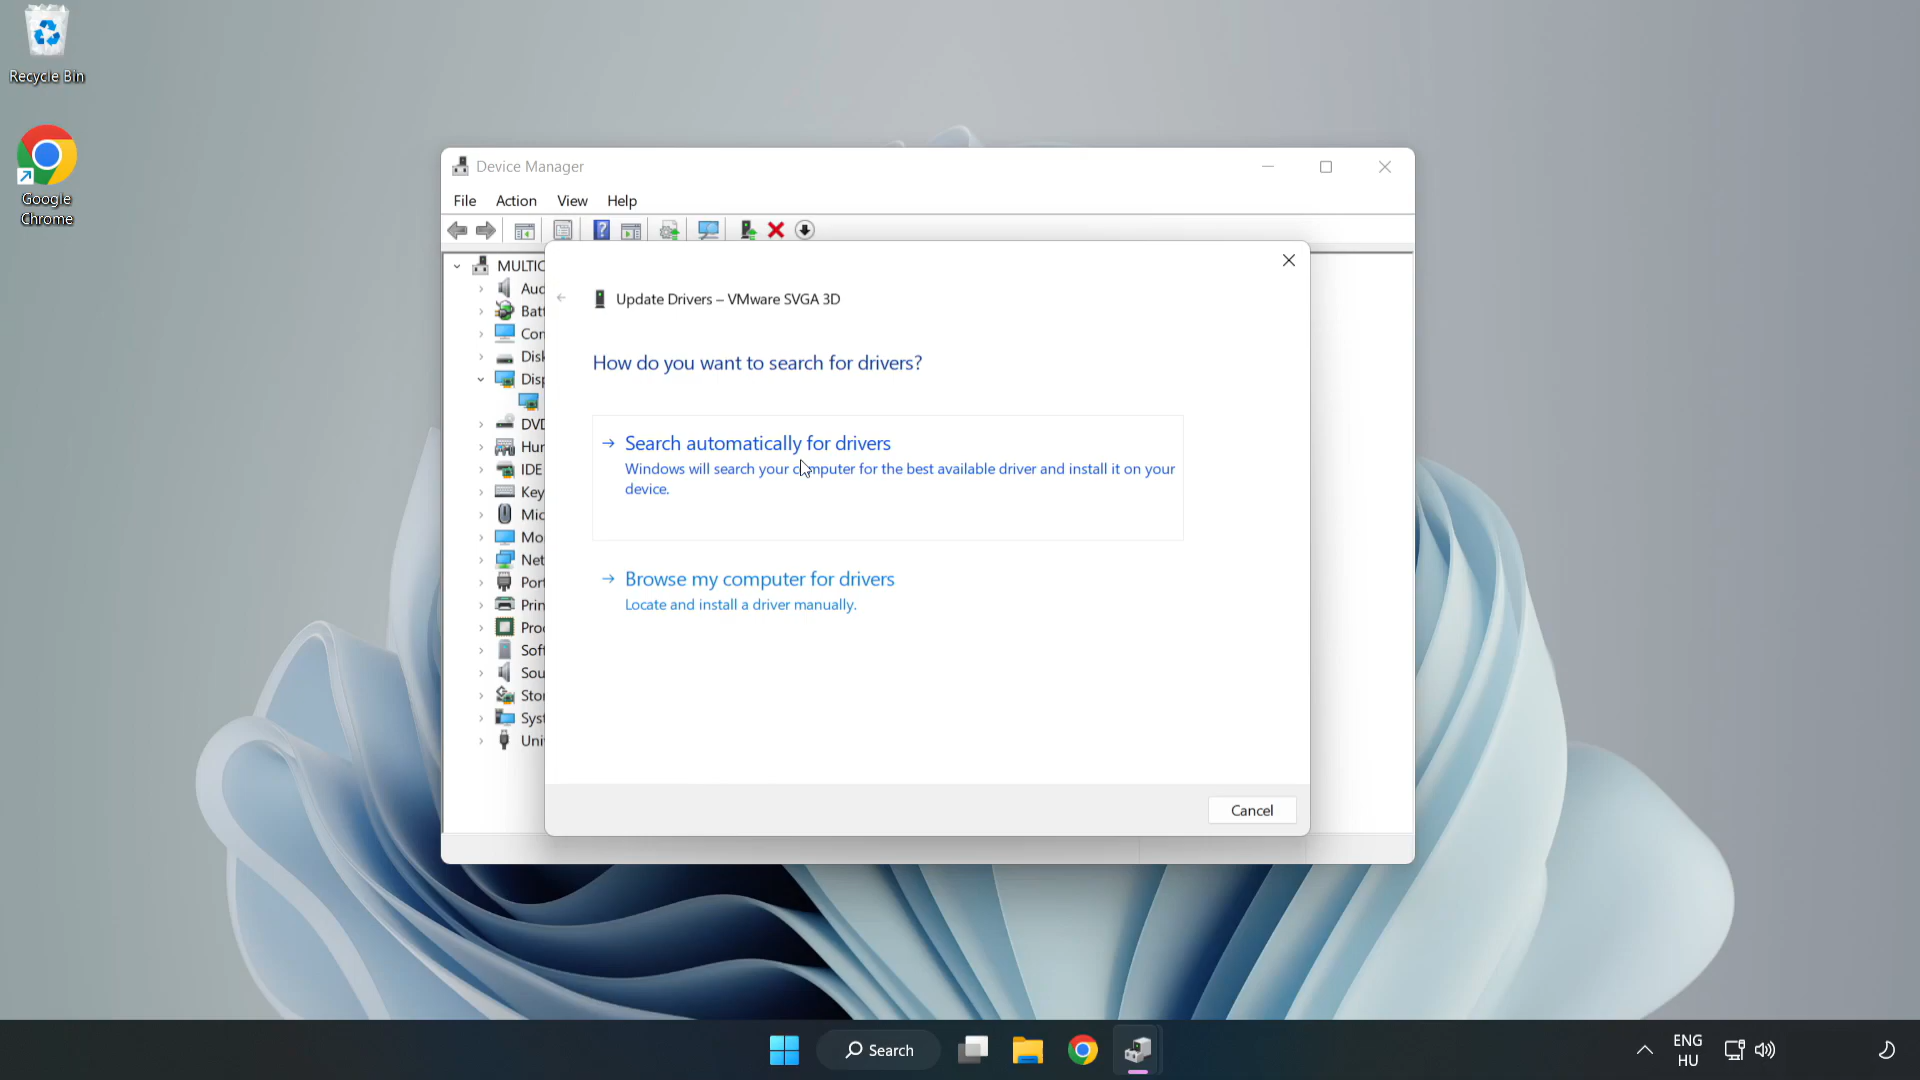 Recycle Bin
Google
Chrome
Device Manager
File Action View Help
Update Drivers – VMware SVGA 3D
How do you want to search for drivers?
Search automatically for drivers
Windows will search your computer for the best available driver and install it on your
device.
Browse my computer for drivers
Locate and install a driver manually.
Cancel
MULTIC
Aud
Batt
Com
Disk
Disp
DVD
Hum
IDE
Key
Mic
Mo
Net
Port
Prin
Proc
Soft
Sou
Stor
Syst
Uni
Search
ENG
HU